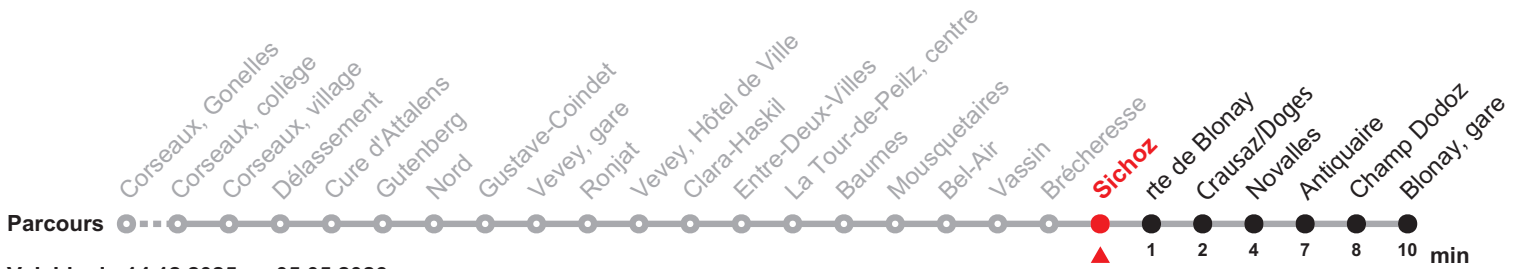 Corseaux, Gonelles
Corseaux, collège
Corseaux, village
Délassement
Cure d'Attalens
Gutenberg
Nord
Gustave-Coindet
Vevey, gare
Ronjat
Vevey, Hôtel de Ville
Clara-Haskil
Entre-Deux-Villes
La Tour-de-Peilz, centre
Baumes
Mousquetaires
Bel-Air
Vassin
Brécheresse
Sichoz
rte de Blonay
Crausaz/Doges
Novalles
Antiquaire
Champ Dodoz
Blonay, gare
Parcours
1 2 4 7 8 10 min